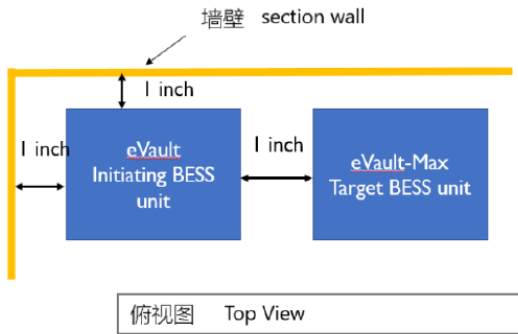 墙壁 section wall
1 inch
1 inch
1 inch
eVault
Initiating BESS
unit
eVault-Max
Target BESS unit
俯视图 Top View